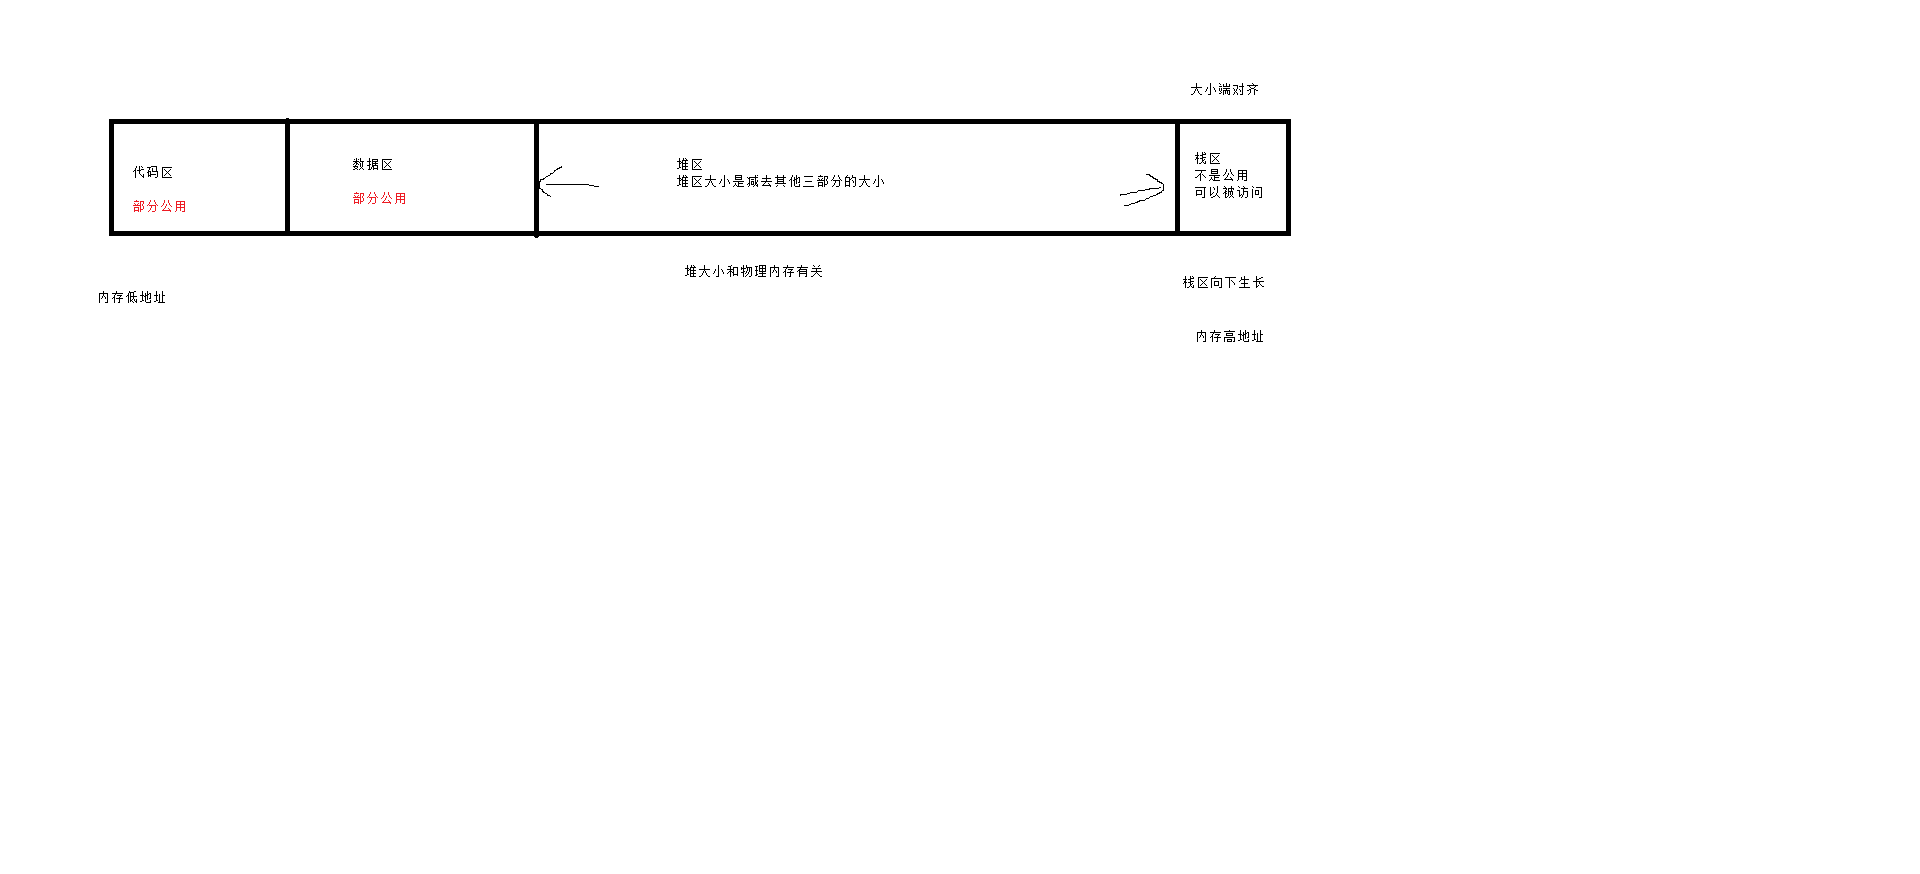 大小端对齐
代码区
部分公用
数据区
部分公用
堆区
堆区大小是减去其他三部分的大小
栈区
不是公用
可以被访问
堆大小和物理内存有关
栈区向下生长
内存低地址
内存高地址